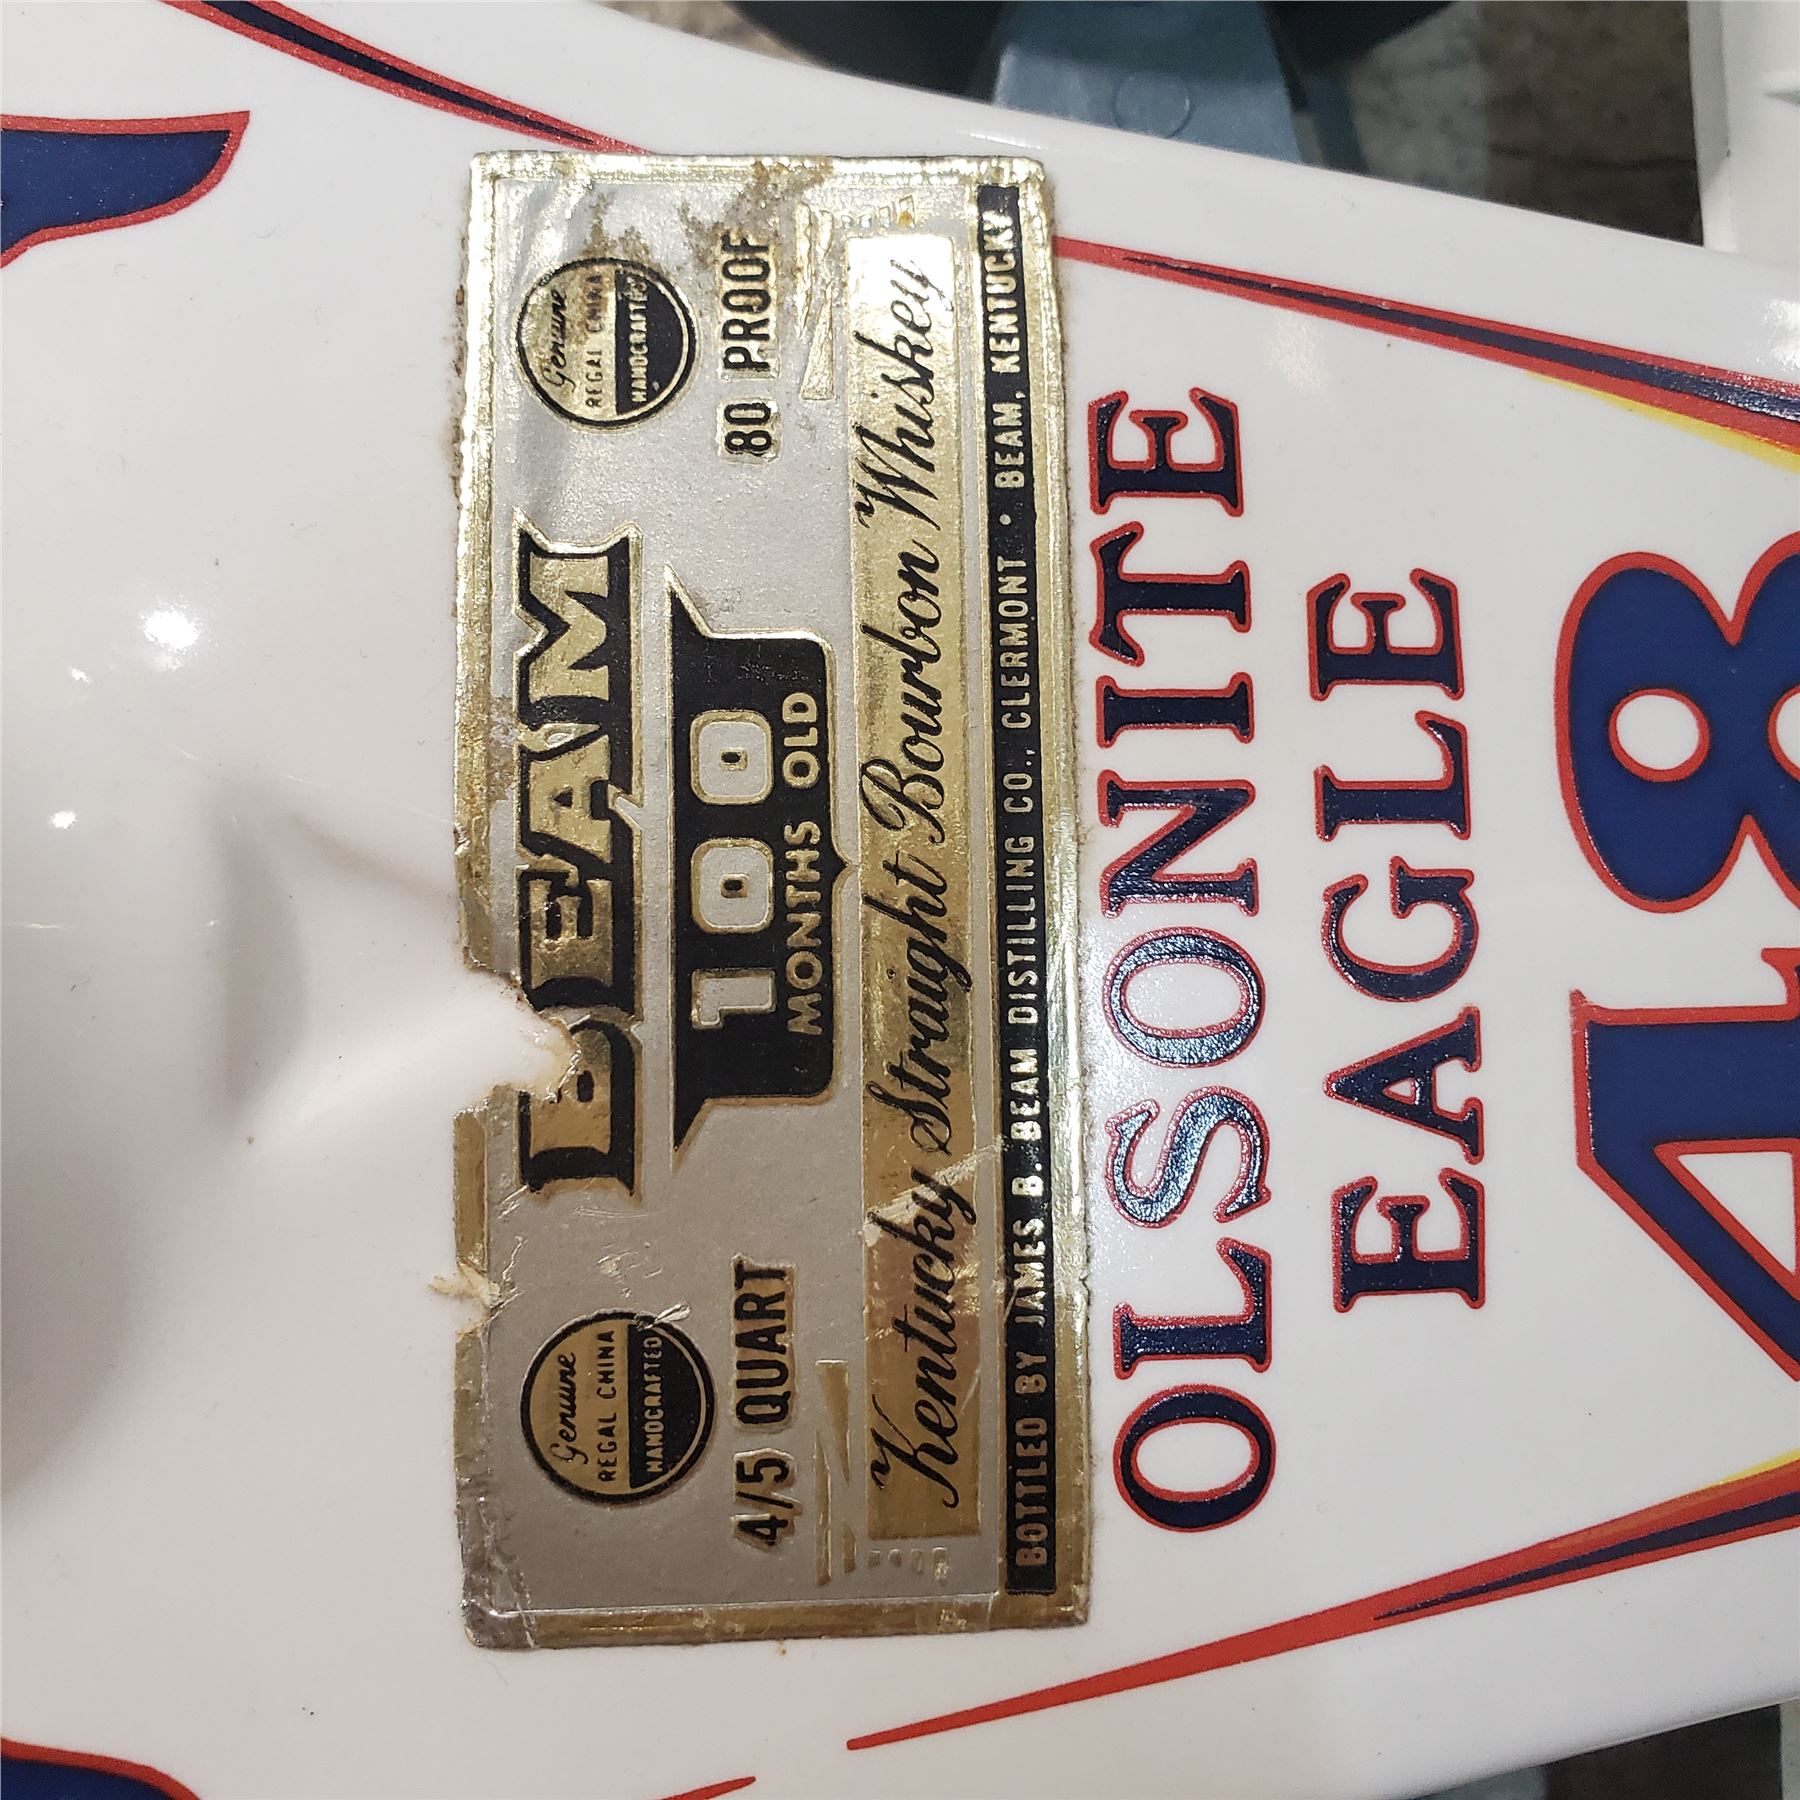 BEAM
Genuine
REGAL CHINA
HANDCRAFTED
Genuine
REGAL CHINA
HANDCRAFTED
4/5 QUART
100
MONTHS OLD
80 PROOF
Kentucky Straight Bourbon Whiskey
BOTTLED BY JAMES B. BEAM DISTILLING CO., CLERMONT • BEAM, KENTUCKY
OLSONITE
EAGLE
48